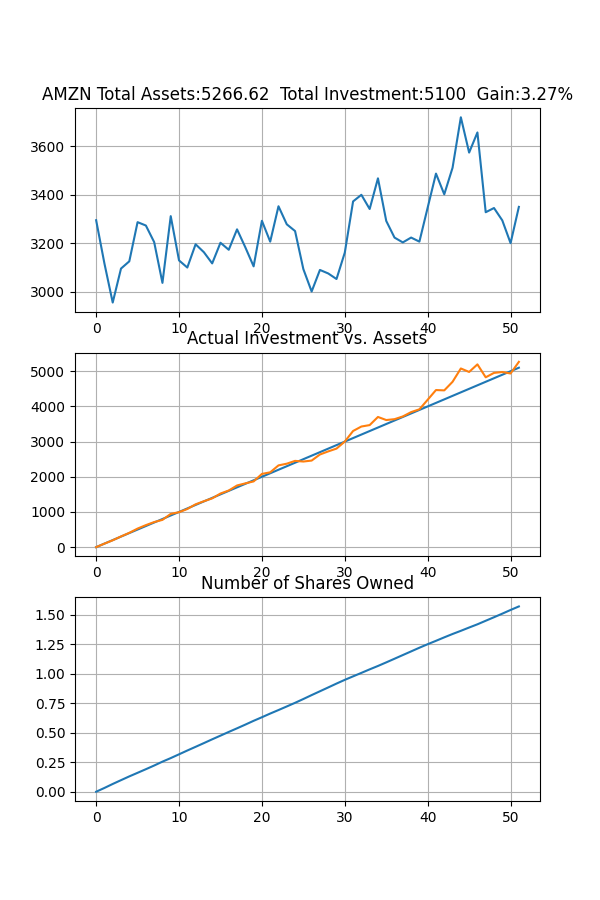 AMZN Total Assets:5266.62  Total Investment:5100  Gain:3.27%
3600
3400
3200
3000
0 10 20 30 40 50
Actual Investment vs. Assets
5000
4000
3000
2000
1000
0
0 10 20 30 40 50
Number of Shares Owned
1.50
1.25
1.00
0.75
0.50
0.25
0.00
0 10 20 30 40 50